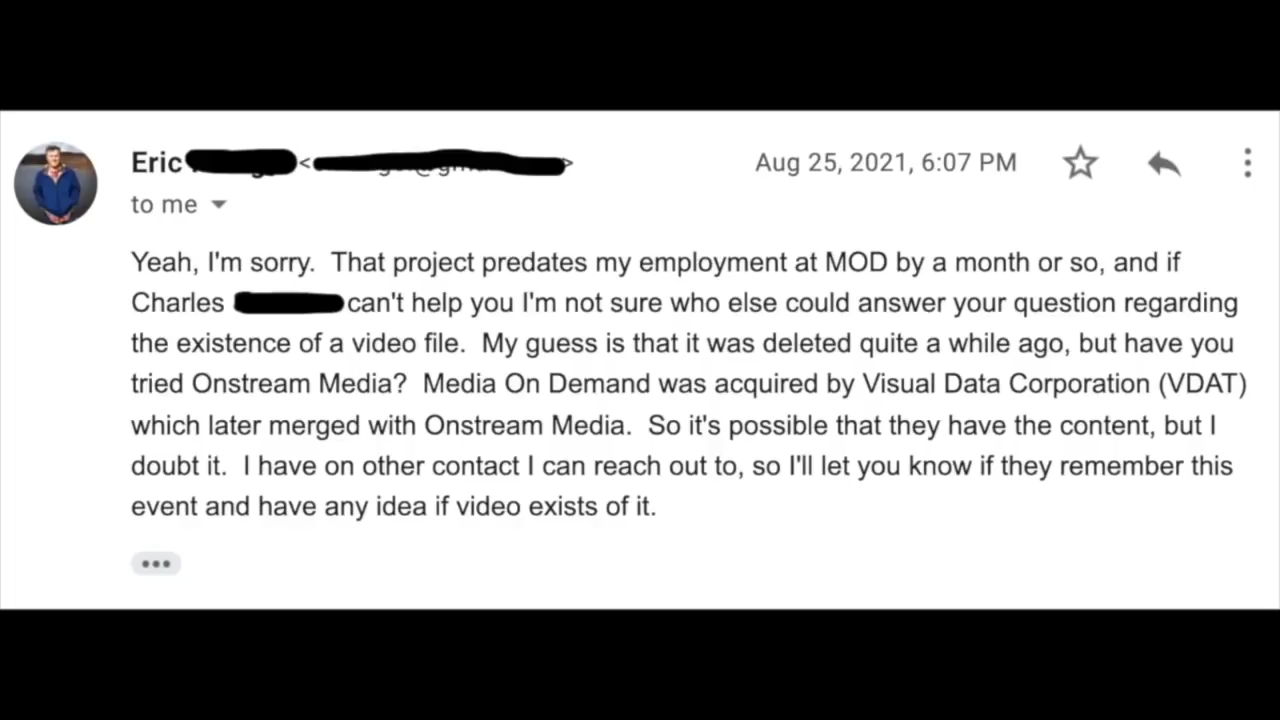 Eric < >
Aug 25, 2021, 6:07 PM
to me
Yeah, I'm sorry.  That project predates my employment at MOD by a month or so, and if
Charles can't help you I'm not sure who else could answer your question regarding
the existence of a video file.  My guess is that it was deleted quite a while ago, but have you
tried Onstream Media?  Media On Demand was acquired by Visual Data Corporation (VDAT)
which later merged with Onstream Media.  So it's possible that they have the content, but I
doubt it.  I have on other contact I can reach out to, so I'll let you know if they remember this
event and have any idea if video exists of it.